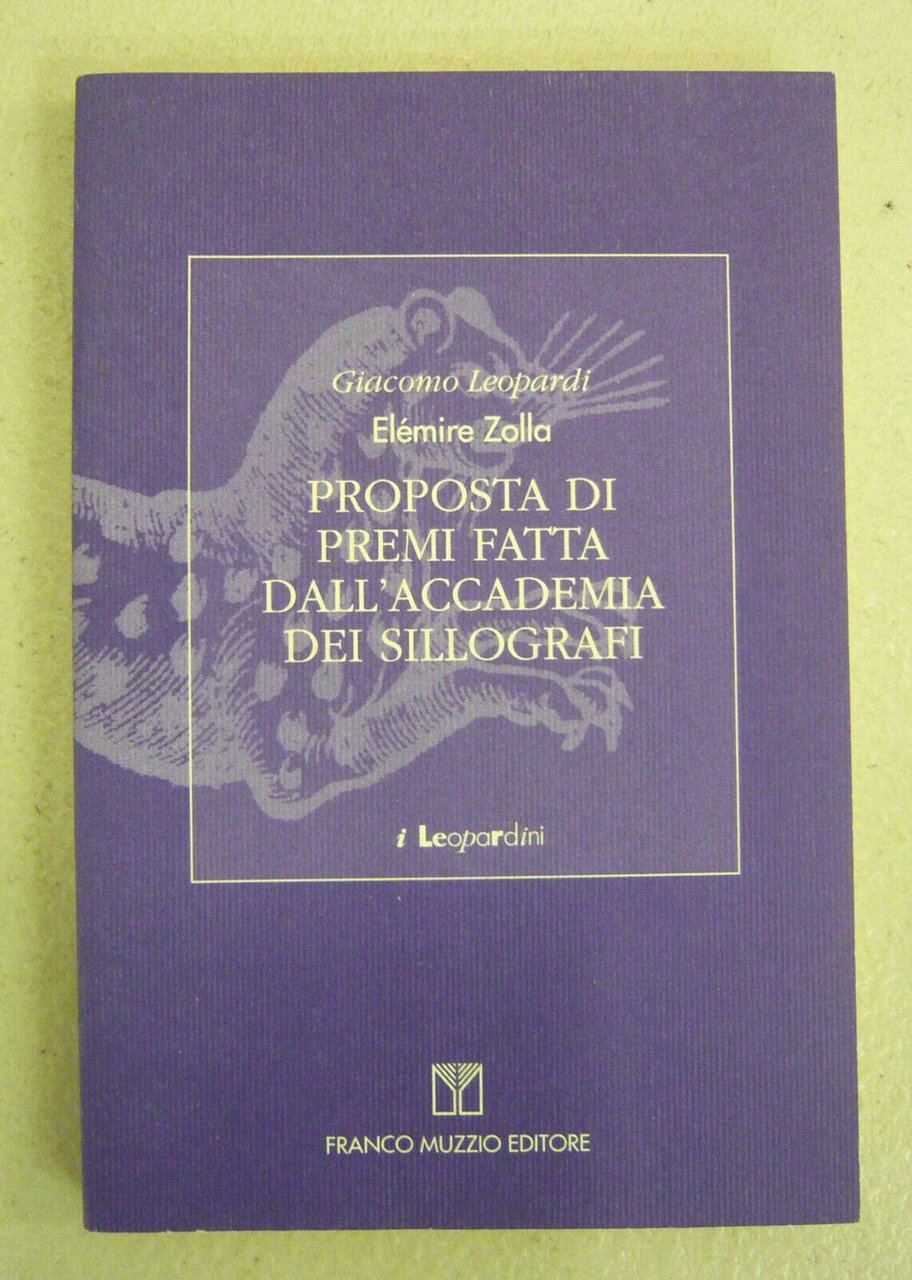 Giacomo Leopardi
Elémire Zolla
PROPOSTA DI
PREMI FATTA
DALL'ACCADEMIA
DEI SILLOGRAFI
i Leopardini
FRANCO MUZZIO EDITORE